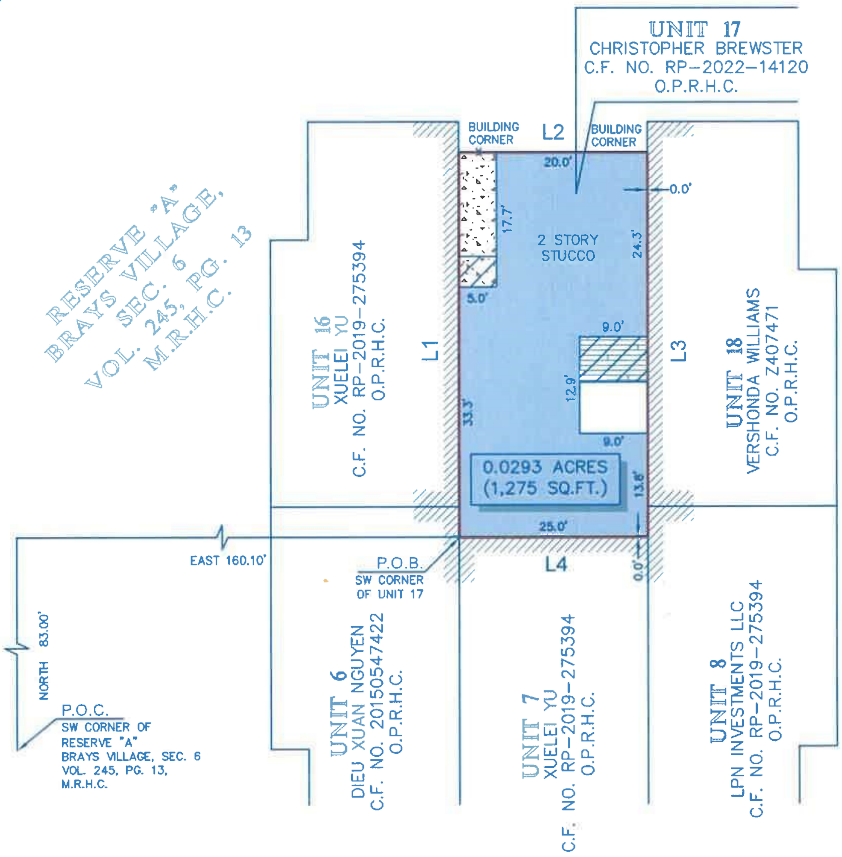 UNIT 17
CHRISTOPHER BREWSTER
C.F. NO. RP-2022-14120
O.P.R.H.C.
BUILDING
CORNER
L2
BUILDING
CORNER
20.0'
0.0'
RESERVE "A"
BRAYS VILLAGE,
SEC. 6
VOL. 245, PG. 13
M.R.H.C.
17.7'
2 STORY
STUCCO
24.3'
5.0'
UNIT 16
XUELEI YU
C.F. NO. RP-2019-275394
O.P.R.H.C.
L1
9.0'
L3
UNIT 18
VERSHONDA WILLIAMS
C.F. NO. Z407471
O.P.R.H.C.
12.9'
33.3'
9.0'
0.0293 ACRES
(1,275 SQ.FT.)
13.8'
25.0'
EAST 160.10'
P.O.B.
SW CORNER
OF UNIT 17
L4
0.0'
NORTH 83.00'
P.O.C.
SW CORNER OF
RESERVE "A"
BRAYS VILLAGE, SEC. 6
VOL. 245, PG. 13,
M.R.H.C.
UNIT 6
DIEU XUAN NGUYEN
C.F. NO. 20150547422
O.P.R.H.C.
UNIT 7
XUELEI YU
C.F. NO. RP-2019-275394
O.P.R.H.C.
UNIT 8
LPN INVESTMENTS LLC
C.F. NO. RP-2019-275394
O.P.R.H.C.